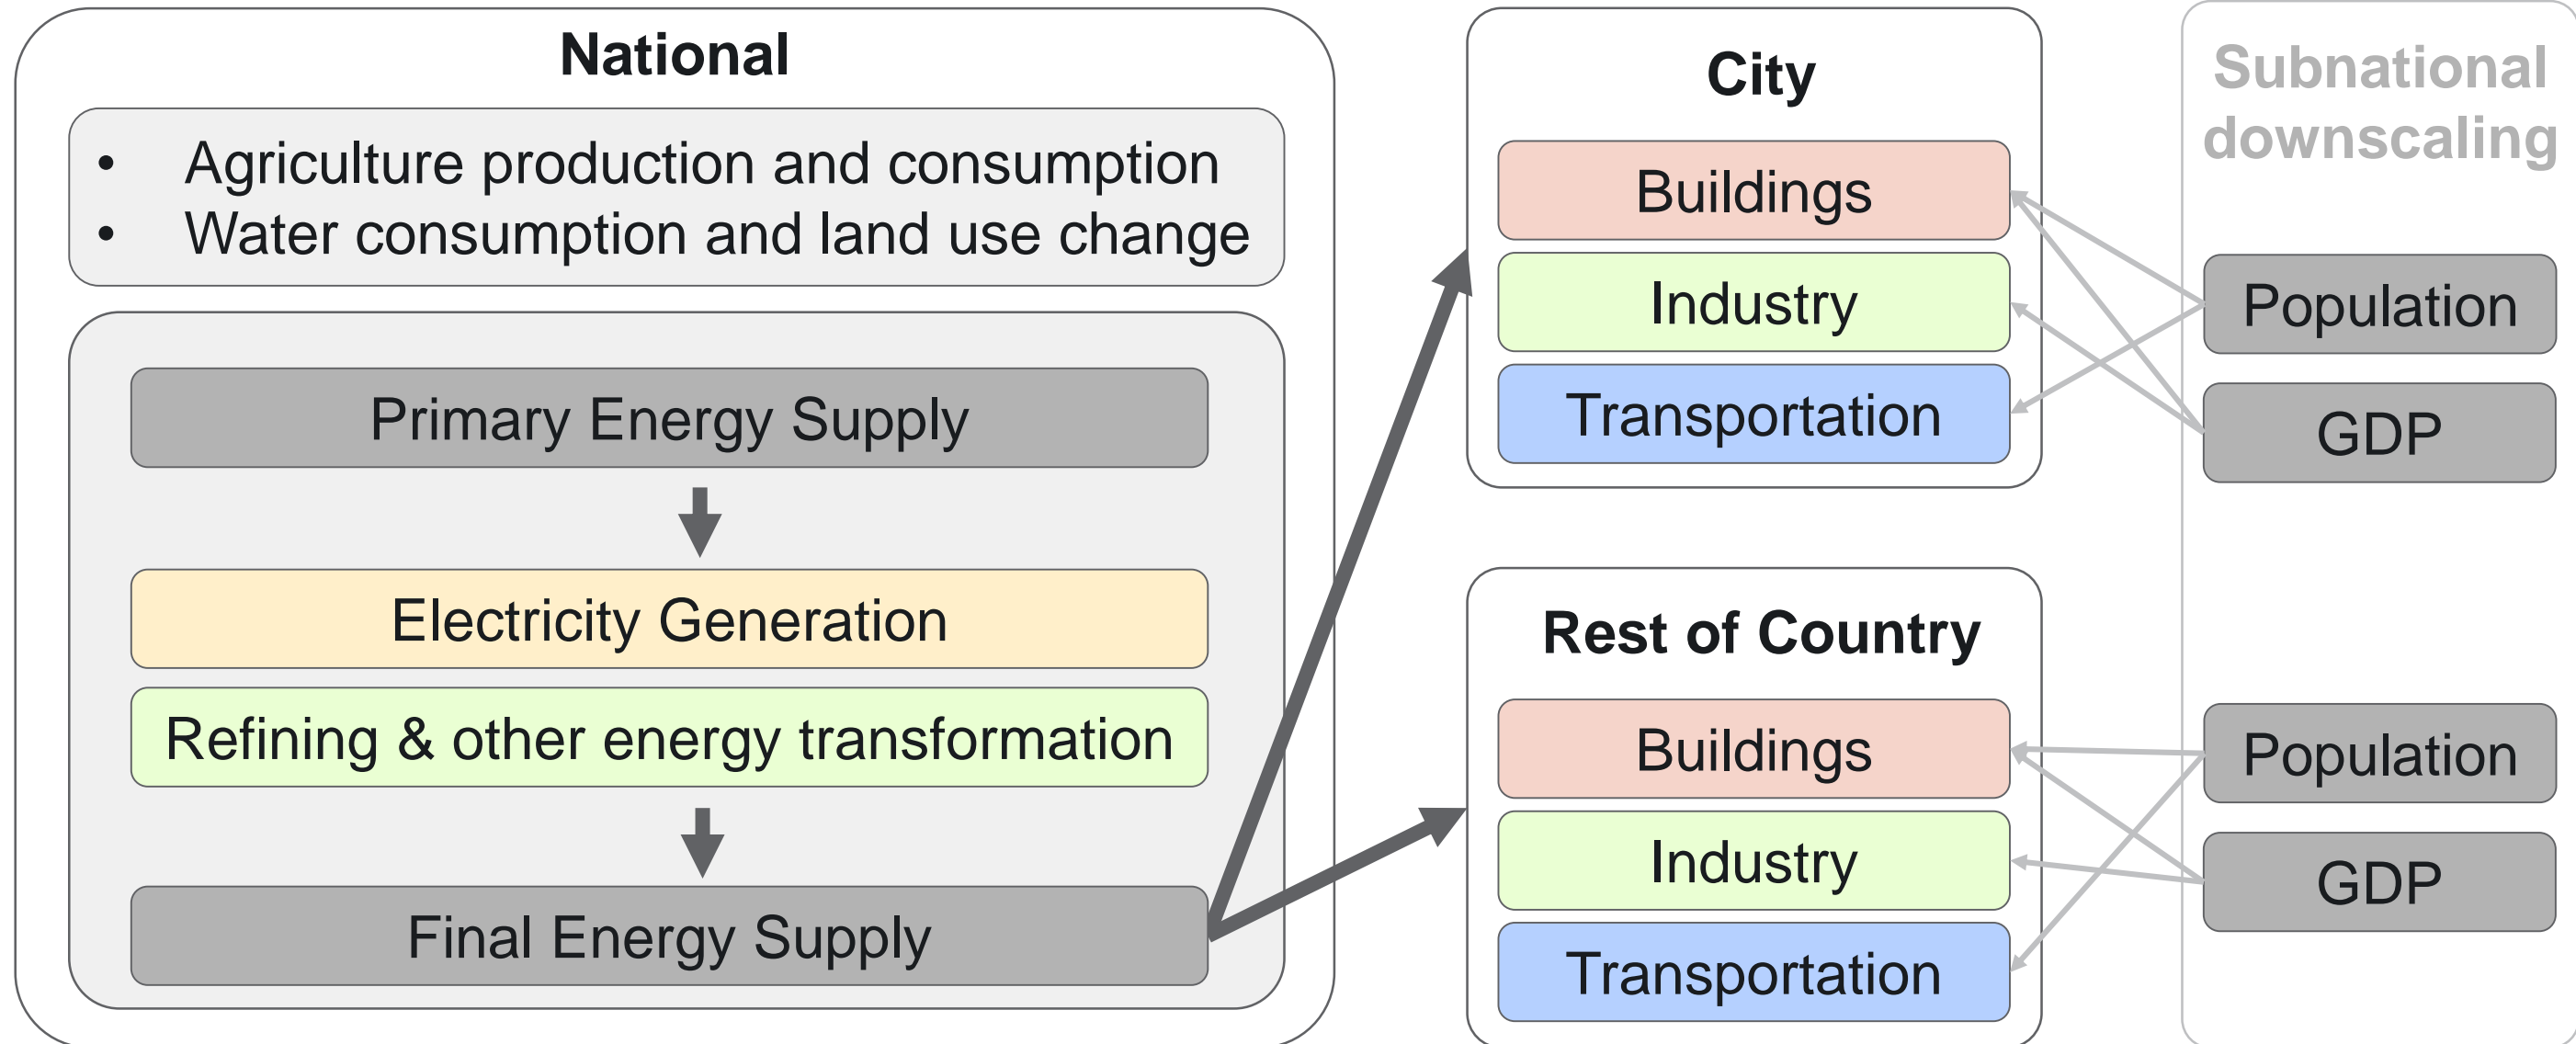 National
• Agriculture production and consumption
• Water consumption and land use change
Primary Energy Supply
Electricity Generation
Refining & other energy transformation
Final Energy Supply
City
Buildings
Industry
Transportation
Rest of Country
Buildings
Industry
Transportation
Subnational
downscaling
Population
GDP
Population
GDP